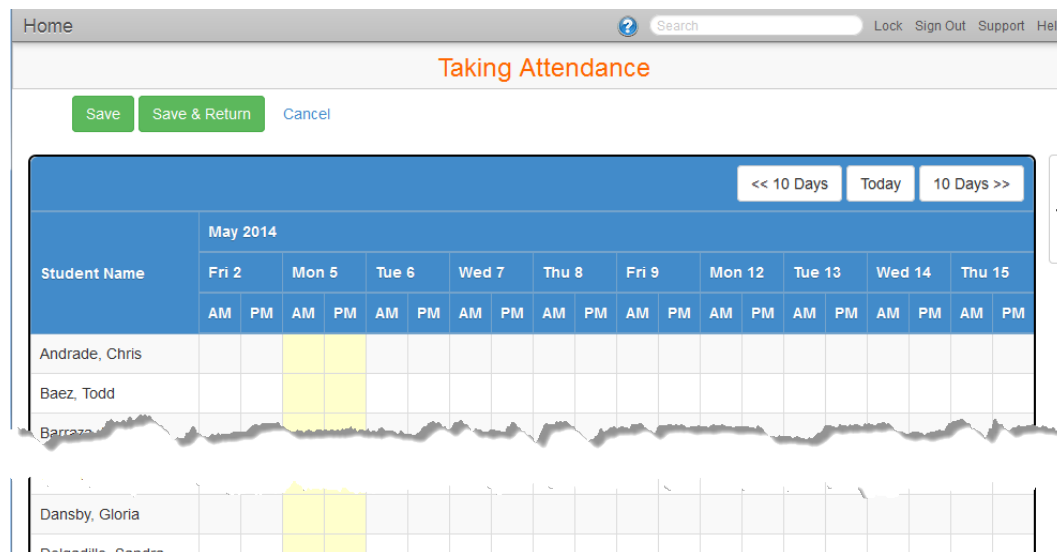 Home Search Lock Sign Out Support
Taking Attendance
Save Save & Return Cancel
<< 10 Days Today 10 Days >>
May 2014
Student Name Fri 2 Mon 5 Tue 6 Wed 7 Thu 8 Fri 9 Mon 12 Tue 13 Wed 14 Thu 15
AM PM AM PM AM PM AM PM AM PM AM PM AM PM AM PM AM PM AM PM
Andrade, Chris
Baez, Todd
Barraza
Dansby, Gloria